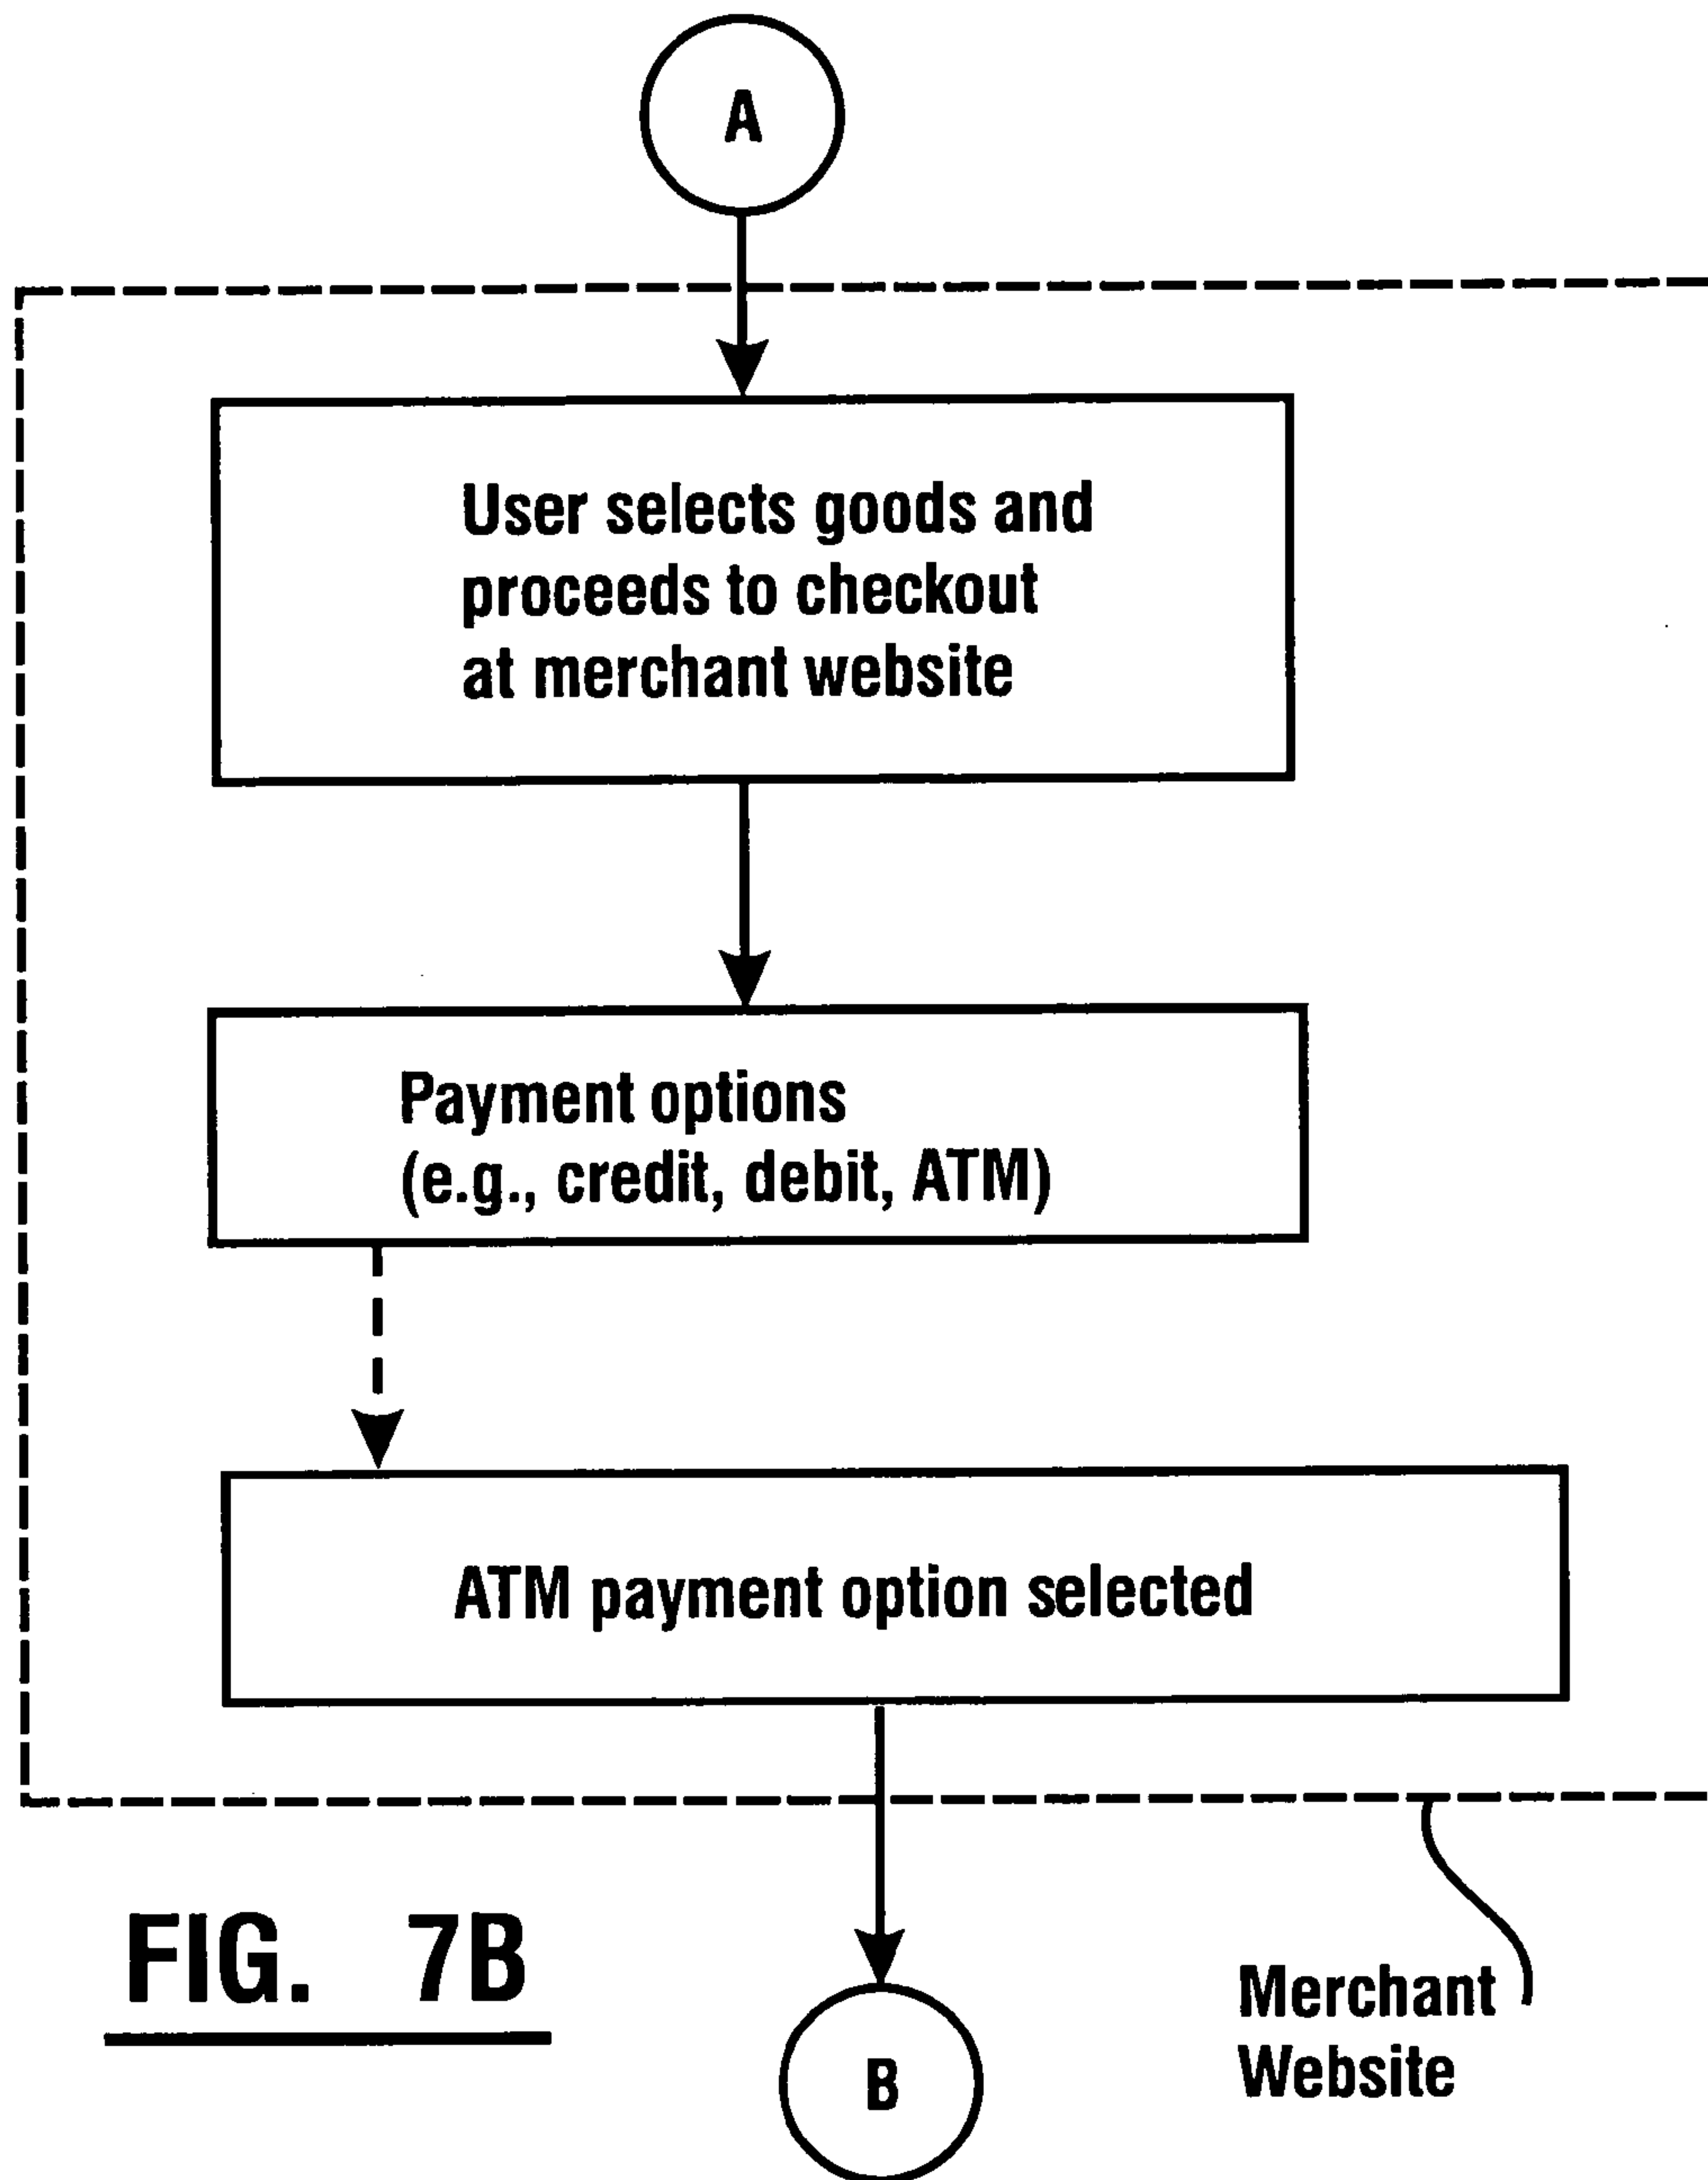 A
User selects goods and
proceeds to checkout
at merchant website
Payment options
(e.g., credit, debit, ATM)
ATM payment option selected
FIG. 7B
B
Merchant
Website